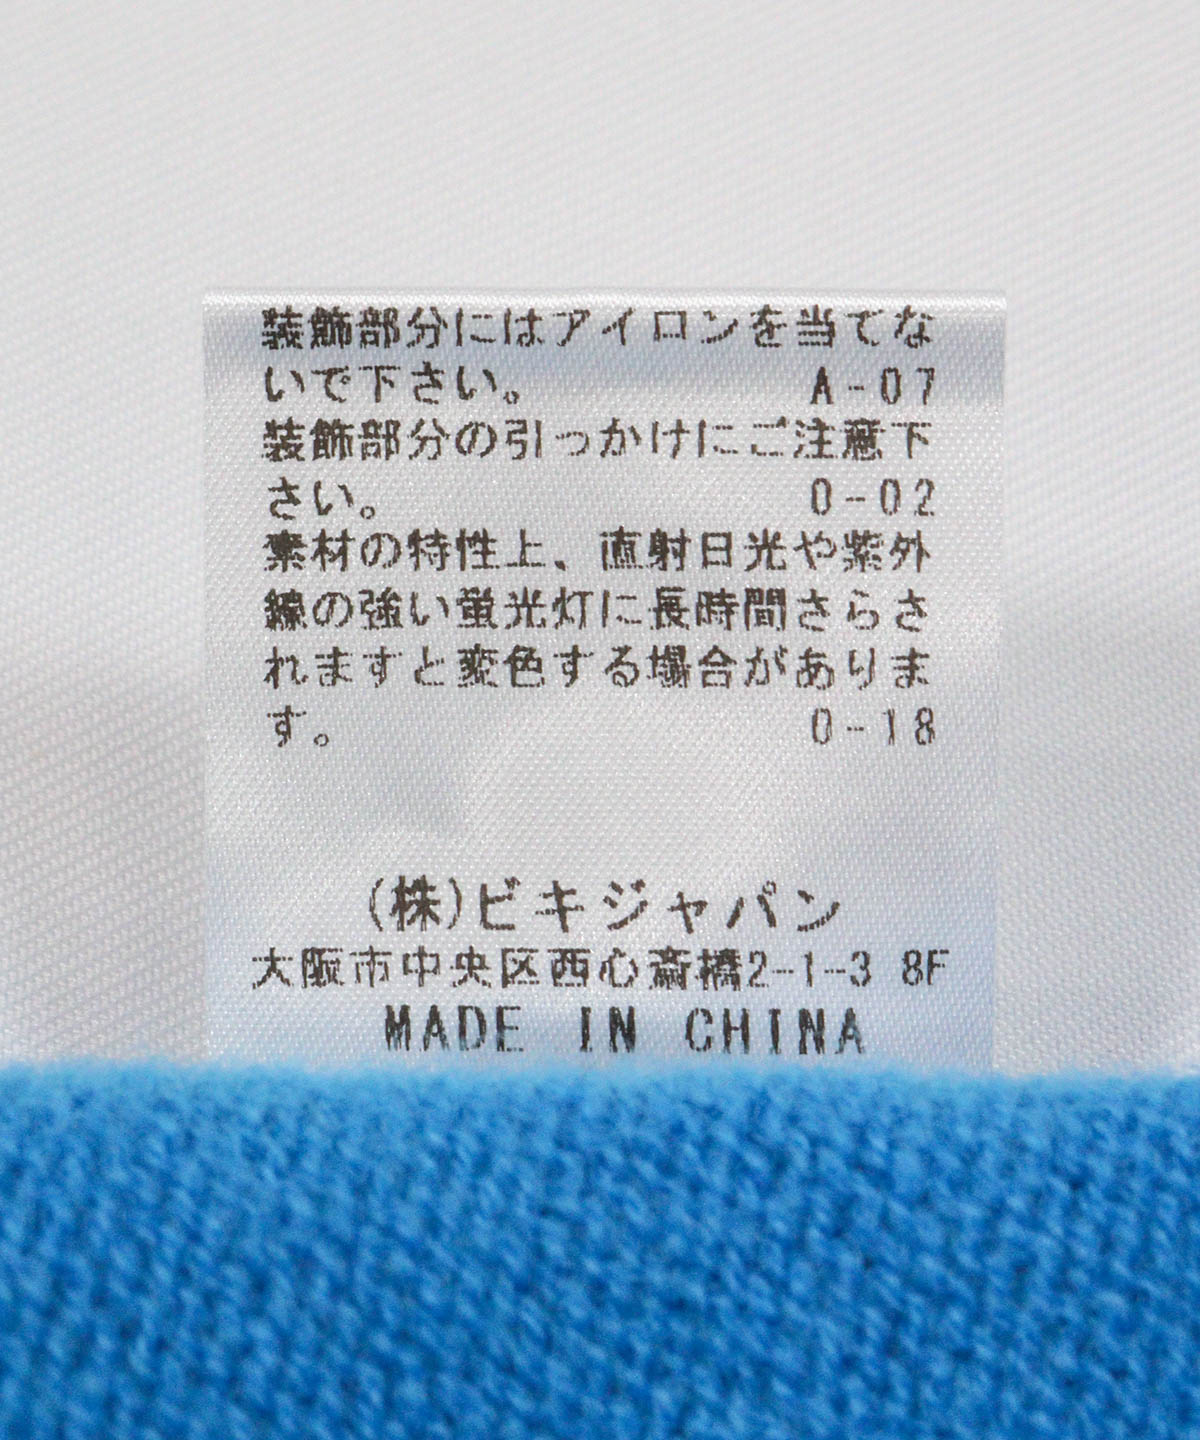 装飾部分にはアイロンを当てな
いで下さい。 A-07
装飾部分の引っかけにご注意下
さい。 0-02
素材の特性上、直射日光や紫外
線の強い蛍光灯に長時間さらさ
れますと変色する場合がありま
す。 0-18
(株)ビキジャパン
大阪市中央区西心斎橋2-1-3 8F
MADE IN CHINA